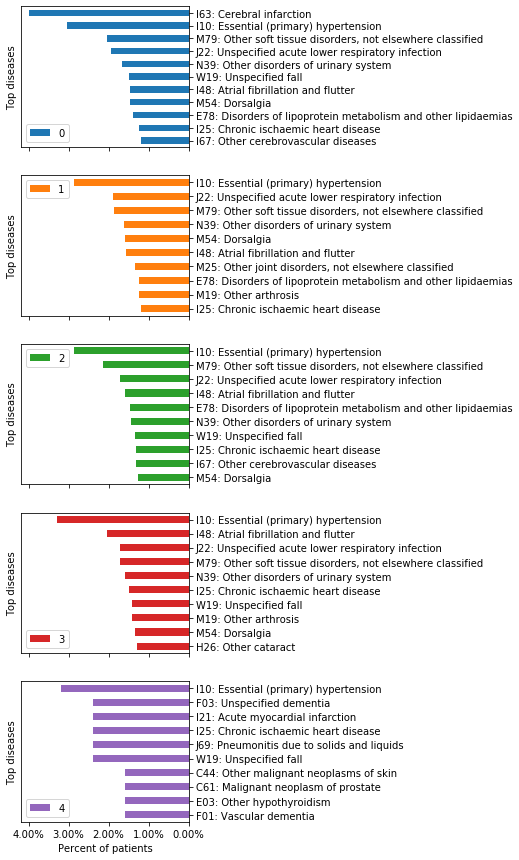 Top diseases
I63: Cerebral infarction
I10: Essential (primary) hypertension
M79: Other soft tissue disorders, not elsewhere classified
J22: Unspecified acute lower respiratory infection
N39: Other disorders of urinary system
W19: Unspecified fall
I48: Atrial fibrillation and flutter
M54: Dorsalgia
E78: Disorders of lipoprotein metabolism and other lipidaemias
I25: Chronic ischaemic heart disease
I67: Other cerebrovascular diseases
0
Top diseases
1
I10: Essential (primary) hypertension
J22: Unspecified acute lower respiratory infection
M79: Other soft tissue disorders, not elsewhere classified
N39: Other disorders of urinary system
M54: Dorsalgia
I48: Atrial fibrillation and flutter
M25: Other joint disorders, not elsewhere classified
E78: Disorders of lipoprotein metabolism and other lipidaemias
M19: Other arthrosis
I25: Chronic ischaemic heart disease
Top diseases
2
I10: Essential (primary) hypertension
M79: Other soft tissue disorders, not elsewhere classified
J22: Unspecified acute lower respiratory infection
I48: Atrial fibrillation and flutter
E78: Disorders of lipoprotein metabolism and other lipidaemias
N39: Other disorders of urinary system
W19: Unspecified fall
I25: Chronic ischaemic heart disease
I67: Other cerebrovascular diseases
M54: Dorsalgia
Top diseases
I10: Essential (primary) hypertension
I48: Atrial fibrillation and flutter
J22: Unspecified acute lower respiratory infection
M79: Other soft tissue disorders, not elsewhere classified
N39: Other disorders of urinary system
I25: Chronic ischaemic heart disease
W19: Unspecified fall
M19: Other arthrosis
M54: Dorsalgia
H26: Other cataract
3
Top diseases
I10: Essential (primary) hypertension
F03: Unspecified dementia
I21: Acute myocardial infarction
I25: Chronic ischaemic heart disease
J69: Pneumonitis due to solids and liquids
W19: Unspecified fall
C44: Other malignant neoplasms of skin
C61: Malignant neoplasm of prostate
E03: Other hypothyroidism
F01: Vascular dementia
4
4.00% 3.00% 2.00% 1.00% 0.00%
Percent of patients